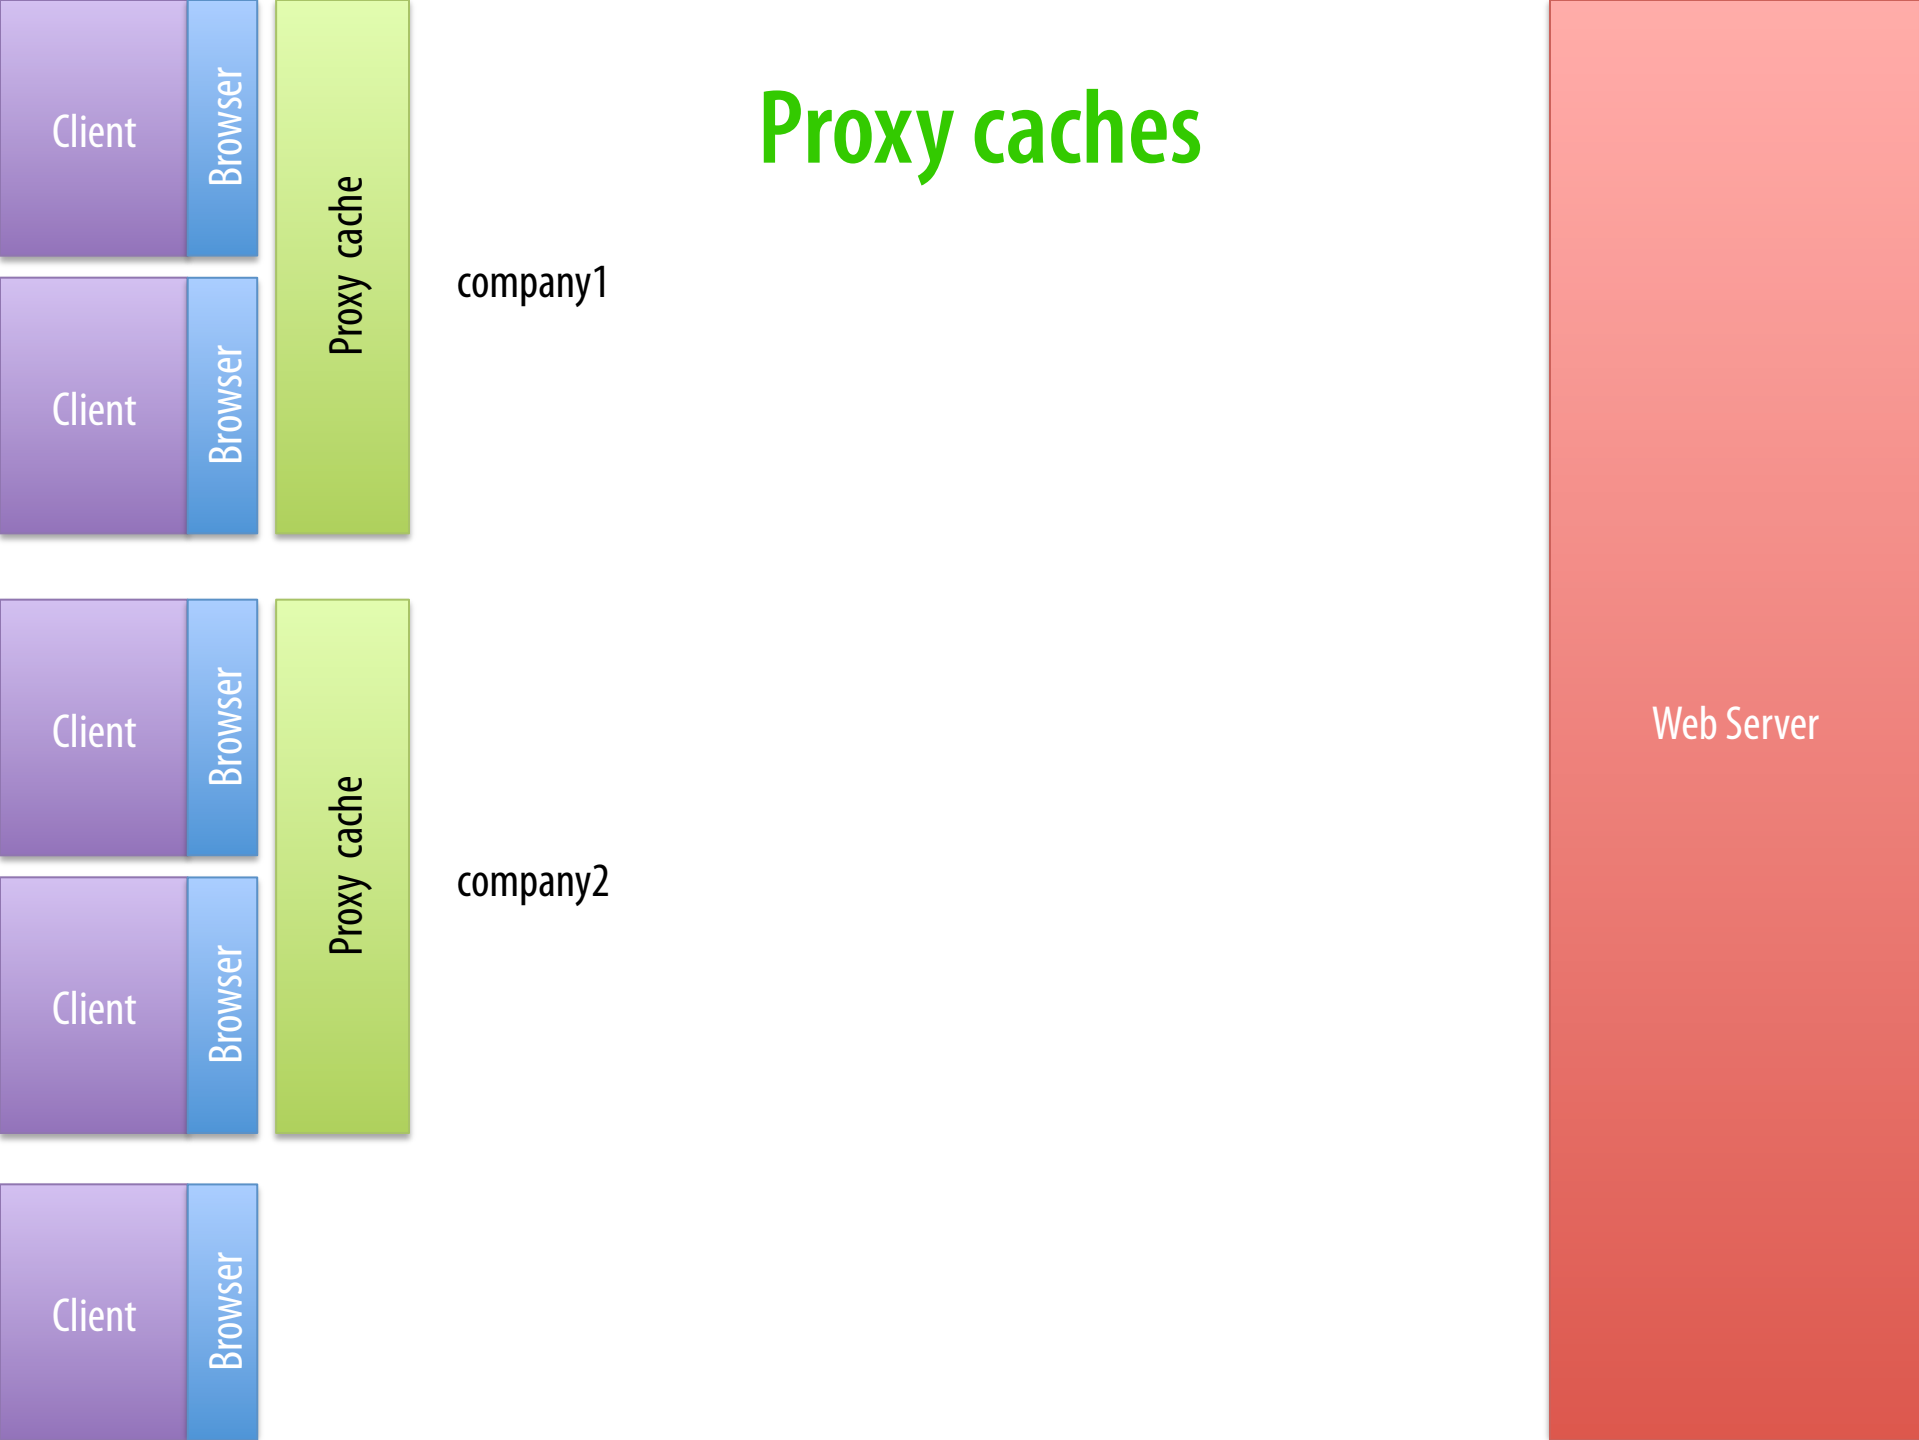 Proxy caches
Client
Browser
Client
Browser
Proxy cache
company1
Client
Browser
Client
Browser
Proxy cache
company2
Client
Browser
Web Server